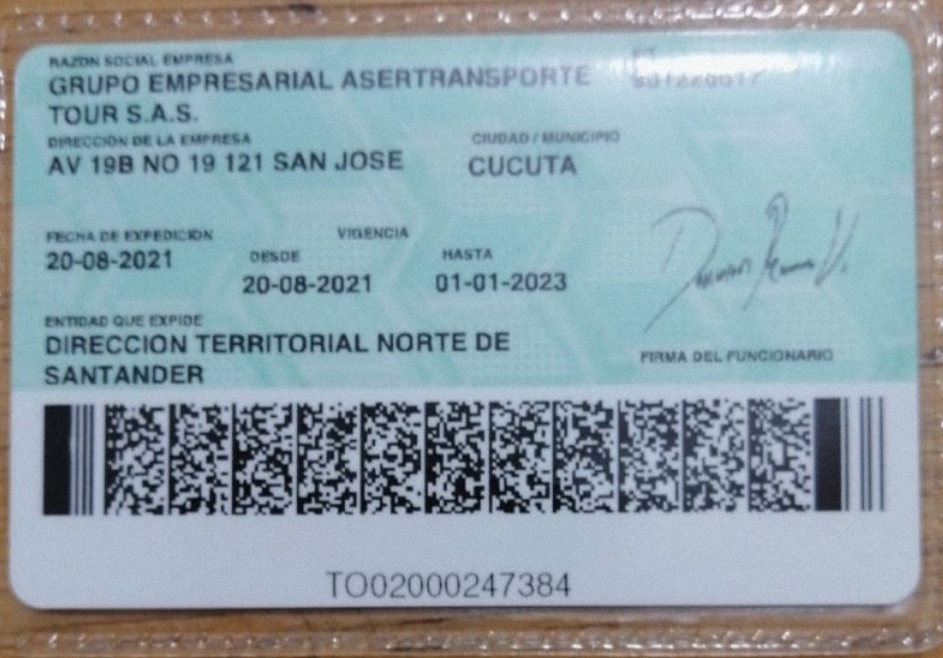 RAZON SOCIAL EMPRESA
GRUPO EMPRESARIAL ASERTRANSPORTE
TOUR S.A.S.
DIRECCION DE LA EMPRESA
CIUDAD / MUNICIPIO
AV 19B NO 19 121 SAN JOSE
CUCUTA
FECHA DE EXPEDICION
VIGENCIA
20-08-2021
DESDE
HASTA
20-08-2021
01-01-2023
ENTIDAD QUE EXPIDE
DIRECCION TERRITORIAL NORTE DE
SANTANDER
FIRMA DEL FUNCIONARIO
TO02000247384